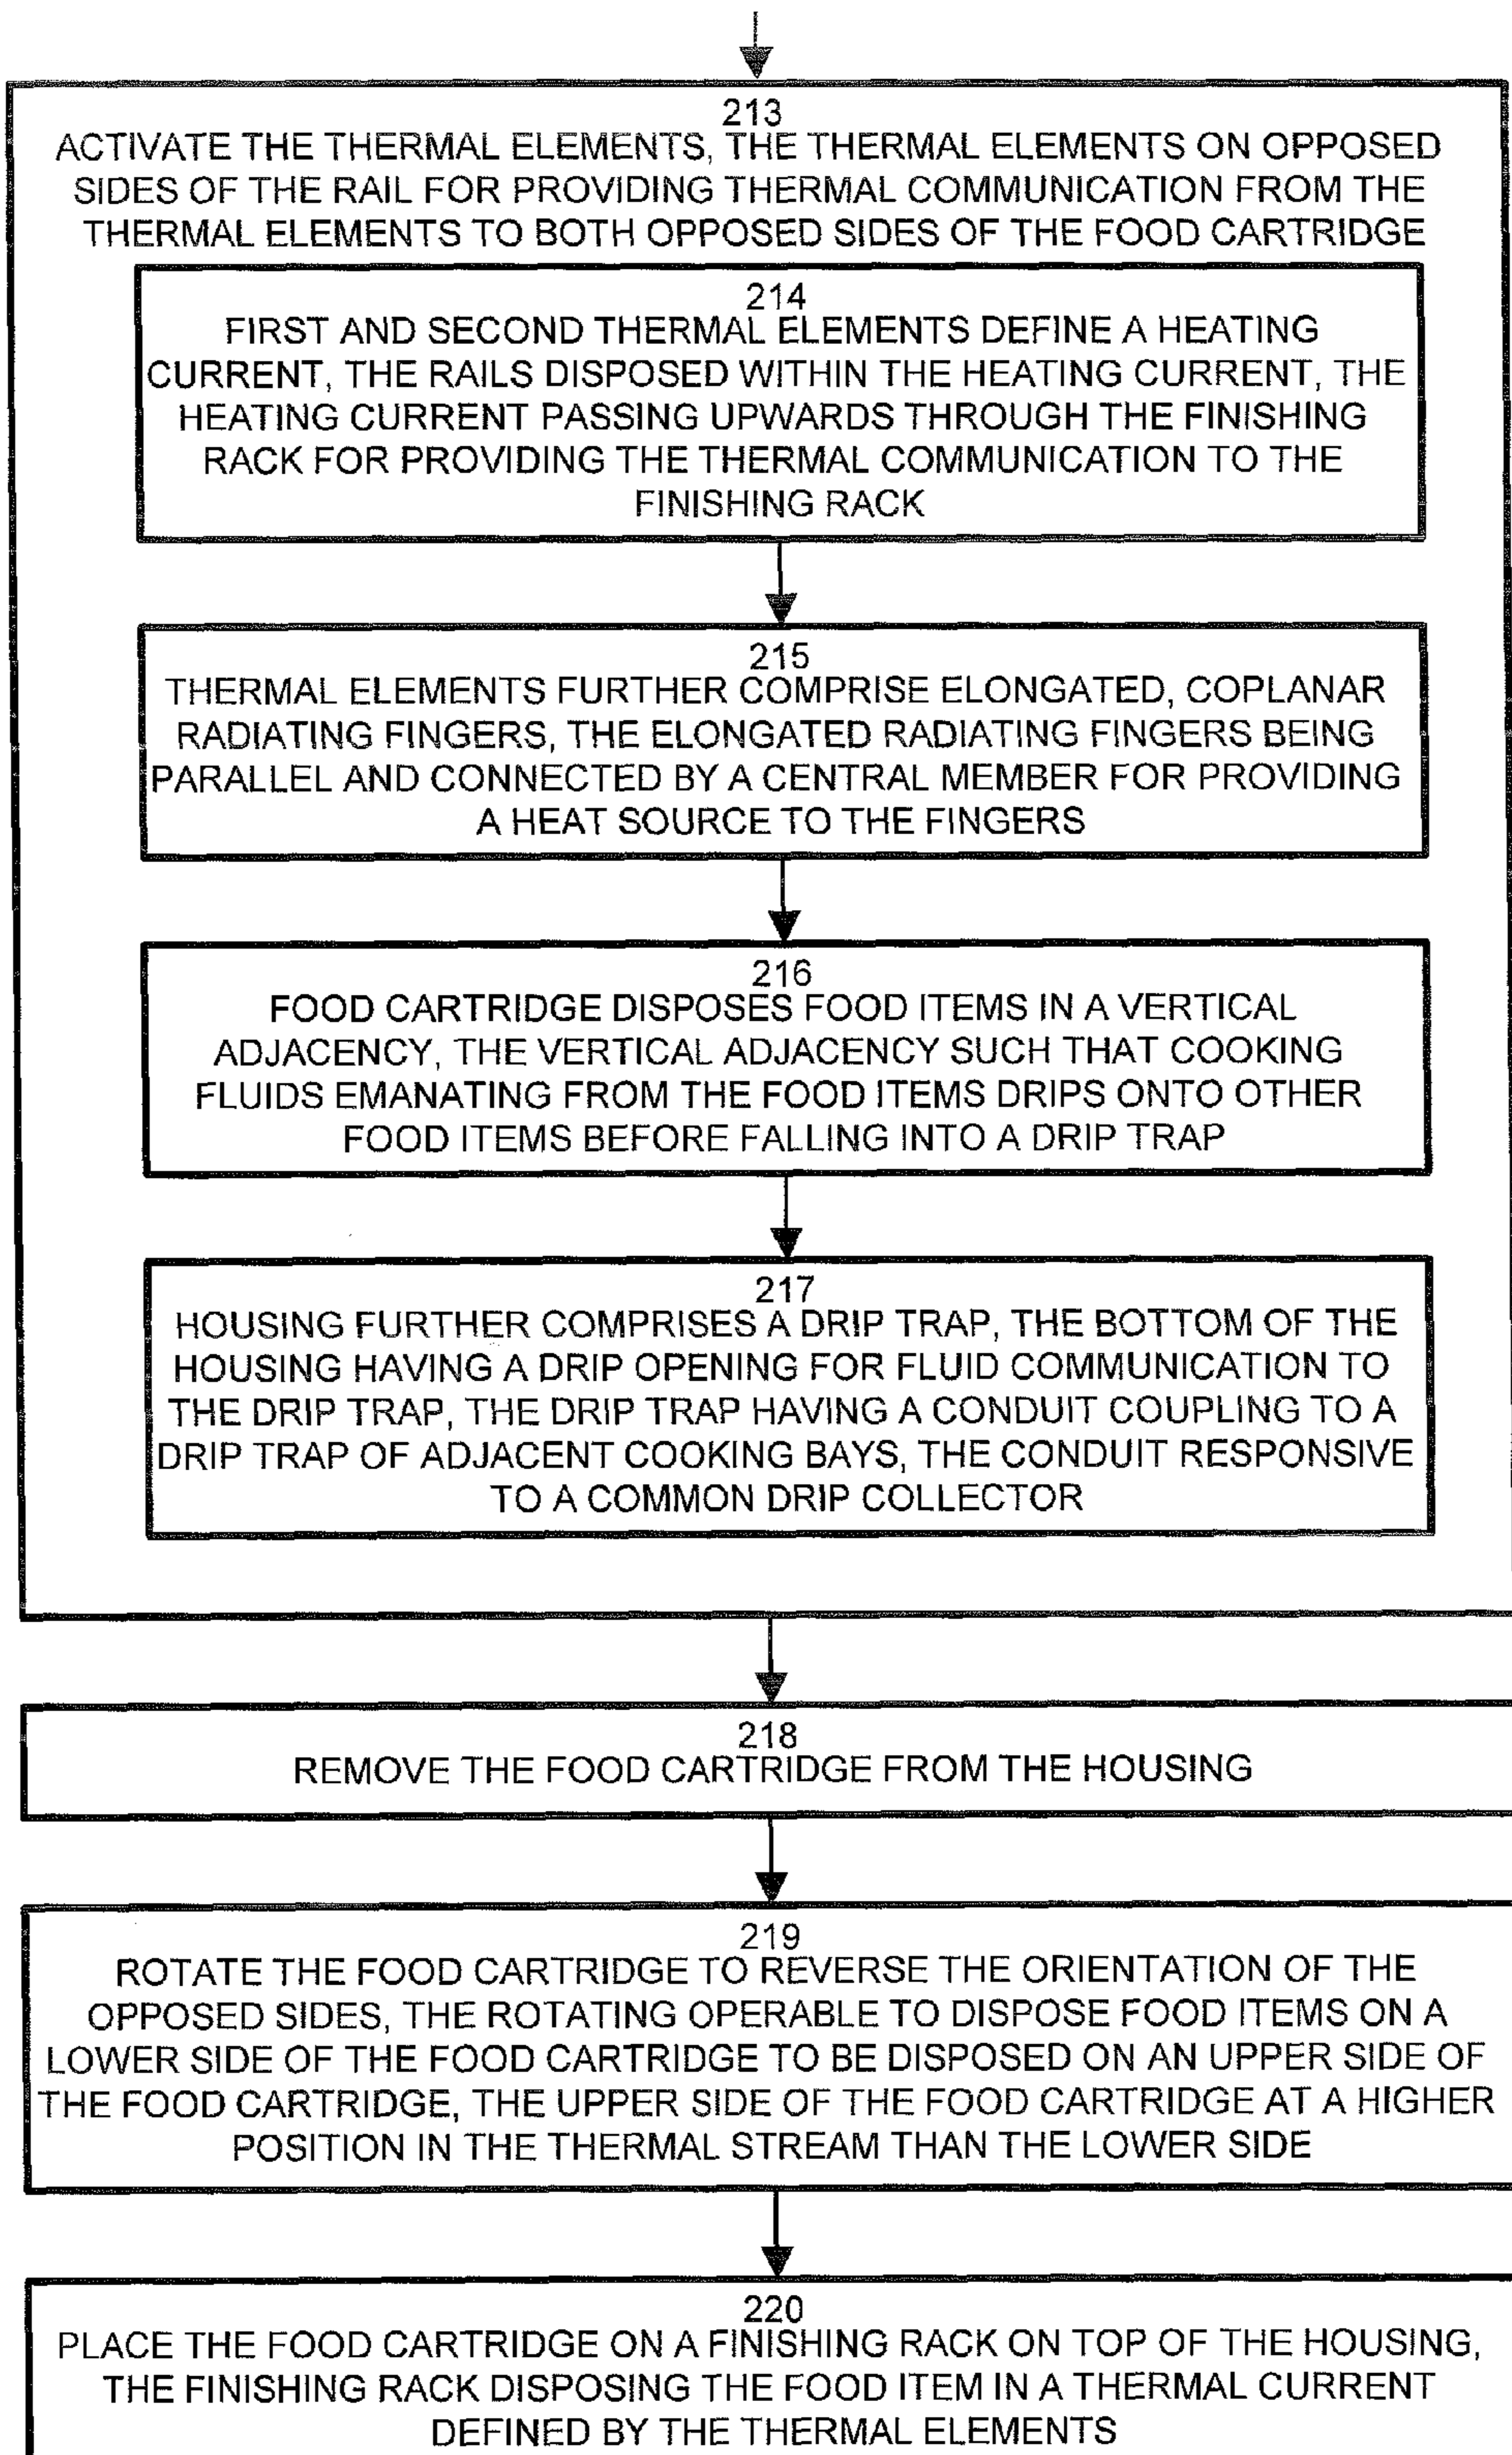 213
ACTIVATE THE THERMAL ELEMENTS, THE THERMAL ELEMENTS ON OPPOSED
SIDES OF THE RAIL FOR PROVIDING THERMAL COMMUNICATION FROM THE
THERMAL ELEMENTS TO BOTH OPPOSED SIDES OF THE FOOD CARTRIDGE
214
FIRST AND SECOND THERMAL ELEMENTS DEFINE A HEATING
CURRENT, THE RAILS DISPOSED WITHIN THE HEATING CURRENT, THE
HEATING CURRENT PASSING UPWARDS THROUGH THE FINISHING
RACK FOR PROVIDING THE THERMAL COMMUNICATION TO THE
FINISHING RACK
215
THERMAL ELEMENTS FURTHER COMPRISE ELONGATED, COPLANAR
RADIATING FINGERS, THE ELONGATED RADIATING FINGERS BEING
PARALLEL AND CONNECTED BY A CENTRAL MEMBER FOR PROVIDING
A HEAT SOURCE TO THE FINGERS
216
FOOD CARTRIDGE DISPOSES FOOD ITEMS IN A VERTICAL
ADJACENCY, THE VERTICAL ADJACENCY SUCH THAT COOKING
FLUIDS EMANATING FROM THE FOOD ITEMS DRIPS ONTO OTHER
FOOD ITEMS BEFORE FALLING INTO A DRIP TRAP
217
HOUSING FURTHER COMPRISES A DRIP TRAP, THE BOTTOM OF THE
HOUSING HAVING A DRIP OPENING FOR FLUID COMMUNICATION TO
THE DRIP TRAP, THE DRIP TRAP HAVING A CONDUIT COUPLING TO A
DRIP TRAP OF ADJACENT COOKING BAYS, THE CONDUIT RESPONSIVE
TO A COMMON DRIP COLLECTOR
218
REMOVE THE FOOD CARTRIDGE FROM THE HOUSING
219
ROTATE THE FOOD CARTRIDGE TO REVERSE THE ORIENTATION OF THE
OPPOSED SIDES, THE ROTATING OPERABLE TO DISPOSE FOOD ITEMS ON A
LOWER SIDE OF THE FOOD CARTRIDGE TO BE DISPOSED ON AN UPPER SIDE OF
THE FOOD CARTRIDGE, THE UPPER SIDE OF THE FOOD CARTRIDGE AT A HIGHER
POSITION IN THE THERMAL STREAM THAN THE LOWER SIDE
220
PLACE THE FOOD CARTRIDGE ON A FINISHING RACK ON TOP OF THE HOUSING,
THE FINISHING RACK DISPOSING THE FOOD ITEM IN A THERMAL CURRENT
DEFINED BY THE THERMAL ELEMENTS